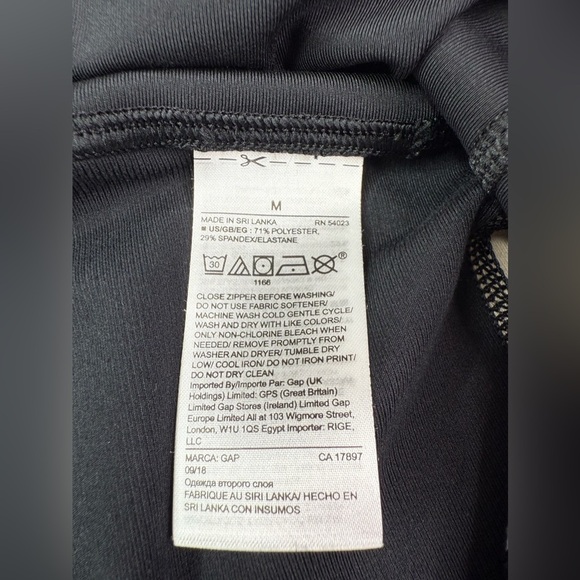 M
MADE IN SRI LANKA RN 54023
■ US/GB/EG : 71% POLYESTER,
29% SPANDEX/ELASTANE
30
®
1166
CLOSE ZIPPER BEFORE WASHING/
DO NOT USE FABRIC SOFTENER/
MACHINE WASH COLD GENTLE CYCLE/
WASH AND DRY WITH LIKE COLORS/
ONLY NON-CHLORINE BLEACH WHEN
NEEDED/ REMOVE PROMPTLY FROM
WASHER AND DRYER/ TUMBLE DRY
LOW/ COOL IRON/ DO NOT IRON PRINT/
DO NOT DRY CLEAN
Imported By/Importe Par: Gap (UK
Holdings) Limited: GPS (Great Britain)
Limited Gap Stores (Ireland) Limited Gap
Europe Limited All at 103 Wigmore Street,
London, W1U 1QS Egypt Importer: RIGE,
LLC
MARCA: GAP CA 17897
09/18
Одежда второго слоя
FABRIQUE AU SIRI LANKA/ HECHO EN
SRI LANKA CON INSUMOS